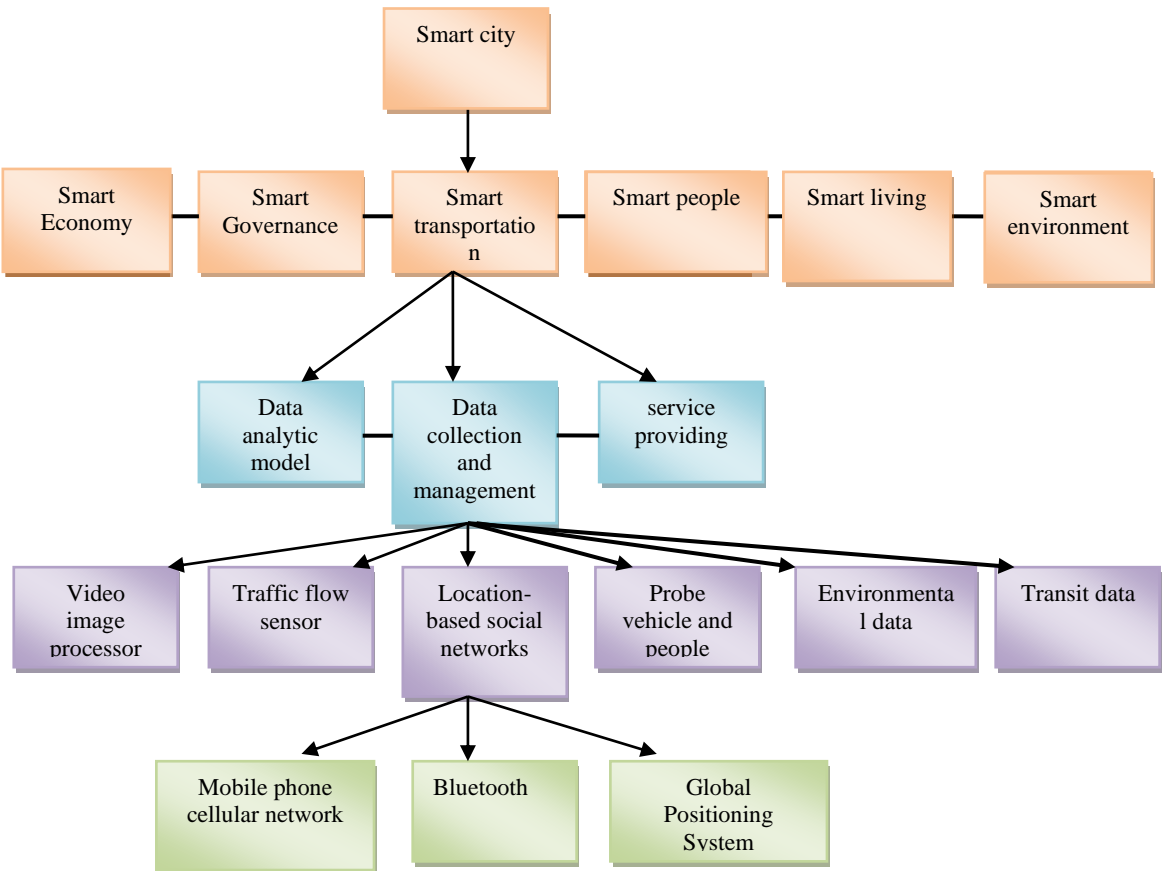 Smart city
Smart
Economy
Smart
Governance
Smart
transportatio
n
Smart people
Smart living
Smart
environment
Data
analytic
model
Data
collection
and
management
service
providing
Video
image
processor
Traffic flow
sensor
Location-
based social
networks
Probe
vehicle and
people
Environmenta
l data
Transit data
Mobile phone
cellular network
Bluetooth
Global
Positioning
System